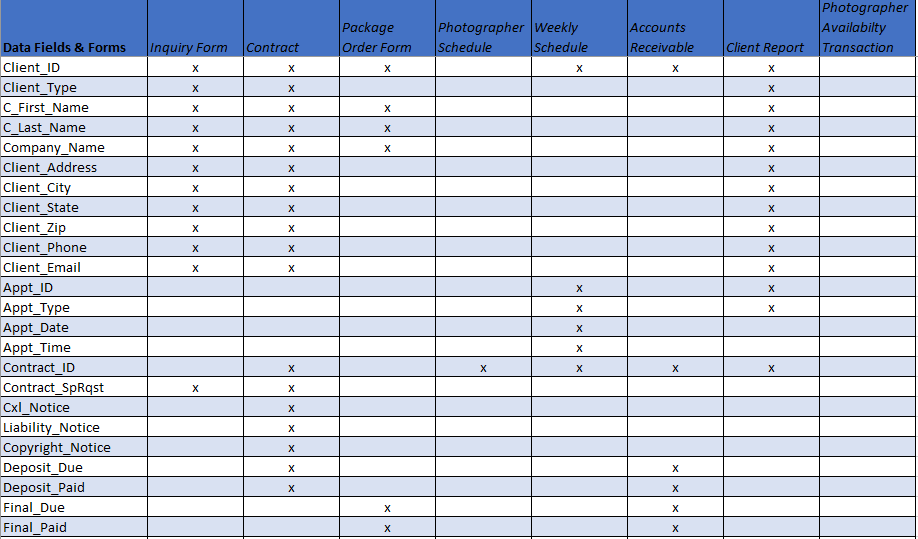 Photographer
Package Photographer Weekly Accounts Availabilty
Data Fields & Forms Inquiry Form Contract Order Form Schedule Schedule Receivable Client Report Transaction
Client_ID x x x x x x
Client_Type x x x
C_First_Name x x x x
C_Last_Name x x x x
Company_Name x x x x
Client_Address x x x
Client_City x x x
Client_State x x x
Client_Zip x x x
Client_Phone x x x
Client_Email x x x
Appt_ID x x
Appt_Type x x
Appt_Date x
Appt_Time x
Contract_ID x x x x x
Contract_SpRqst x x
Cxl_Notice x
Liability_Notice x
Copyright_Notice x
Deposit_Due x x
Deposit_Paid x x
Final_Due x x
Final_Paid x x